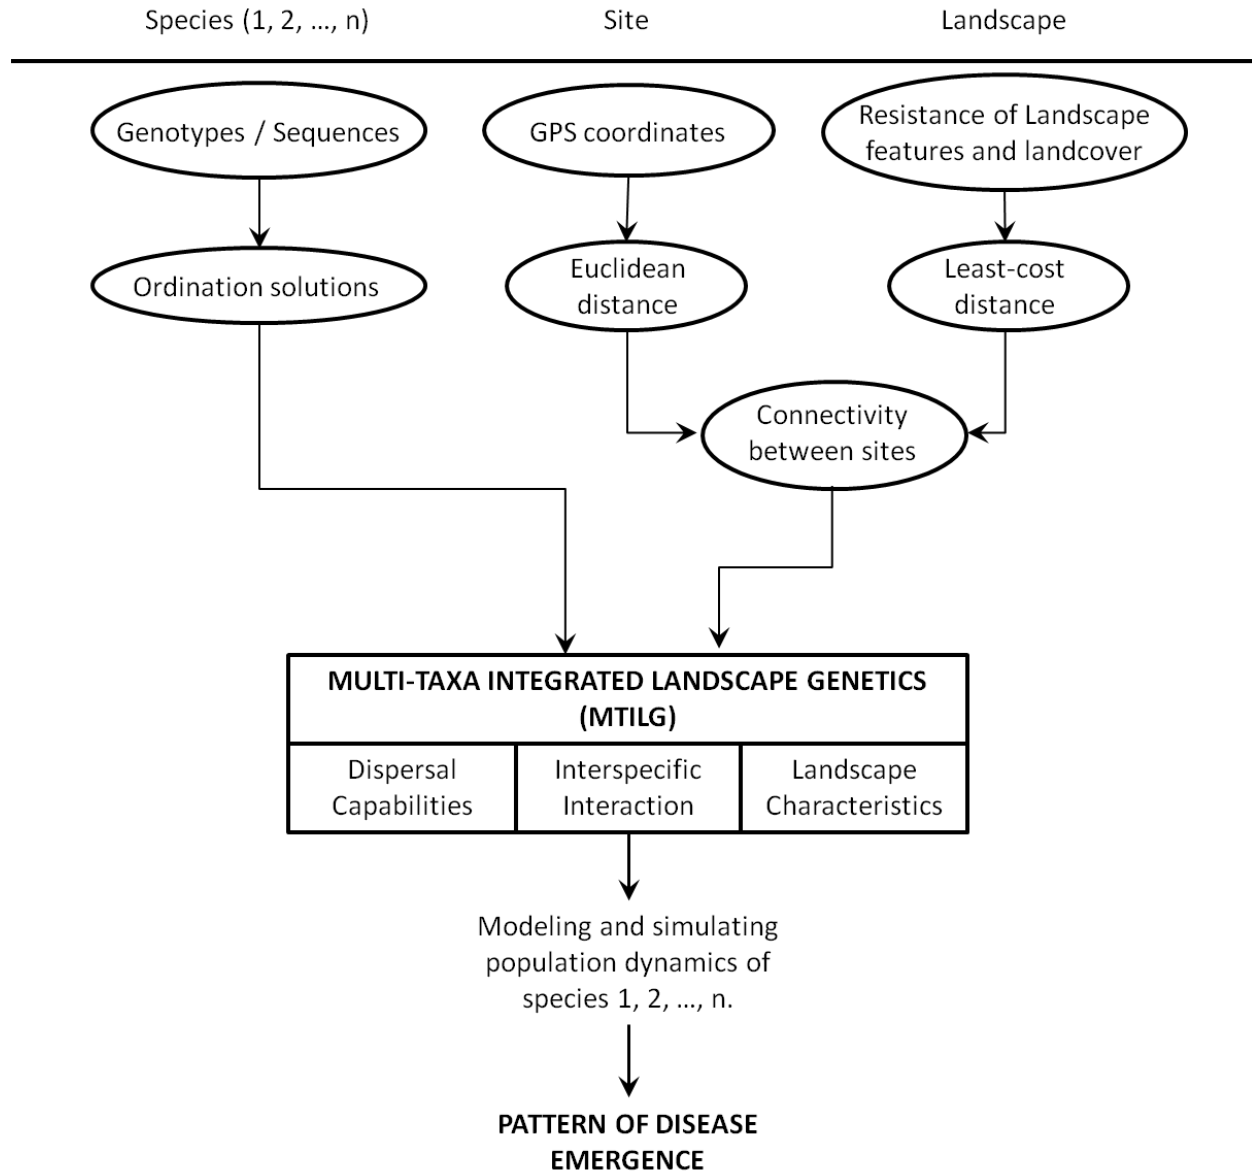 Species (1, 2, ..., n)
Site
Landscape
Genotypes / Sequences
GPS coordinates
Resistance of Landscape
features and landcover
Ordination solutions
Euclidean
distance
Least-cost
distance
Connectivity
between sites
MULTI-TAXA INTEGRATED LANDSCAPE GENETICS
(MTILG)
Dispersal
Capabilities
Interspecific
Interaction
Landscape
Characteristics
Modeling and simulating
population dynamics of
species 1, 2, ..., n.
PATTERN OF DISEASE
EMERGENCE